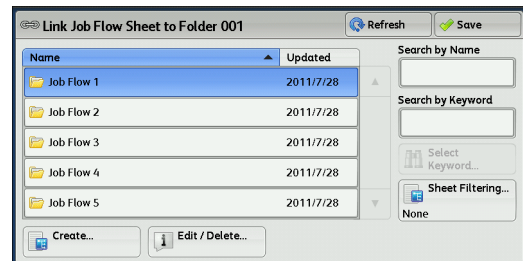 Link Job Flow Sheet to Folder 001
Refresh
Save
Name
Updated
Job Flow 1 2011/7/28
Job Flow 2 2011/7/28
Job Flow 3 2011/7/28
Job Flow 4 2011/7/28
Job Flow 5 2011/7/28
Search by Name
Search by Keyword
Select
Keyword...
Sheet Filtering...
None
Create...
Edit / Delete...